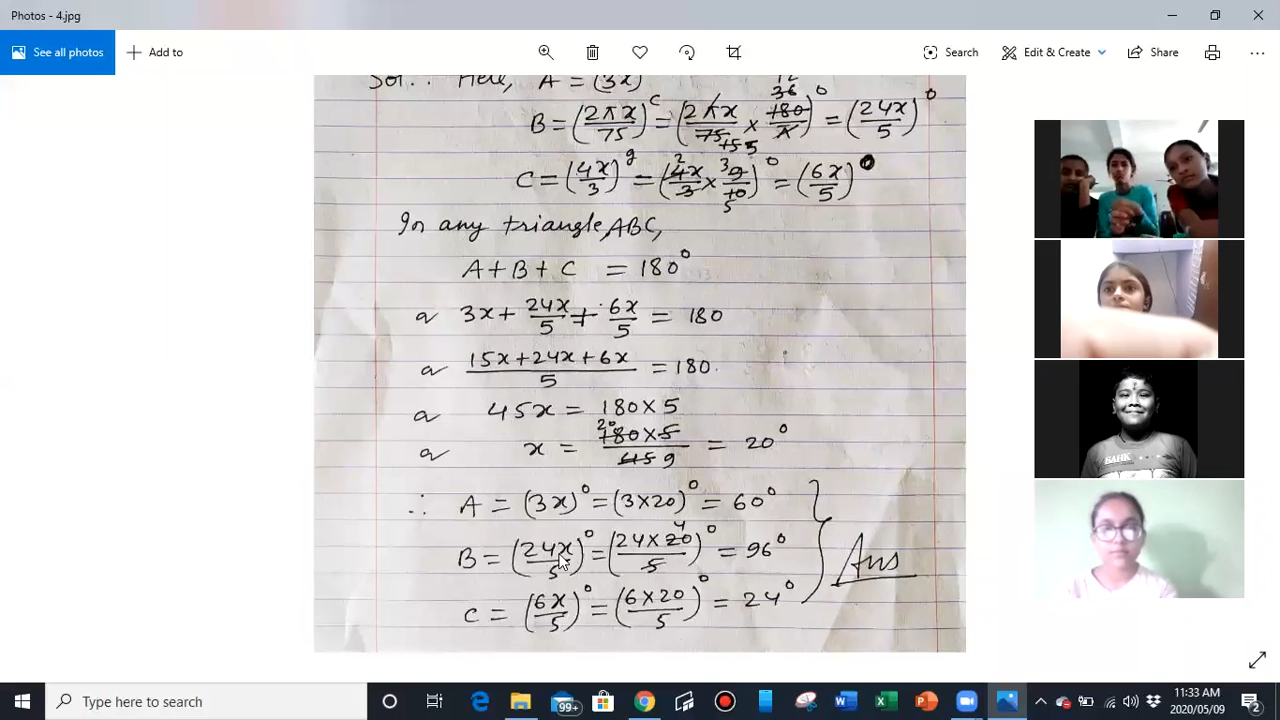 Photos - 4.jpg
See all photos
Add to
Search
Edit & Create
Share
Sol. : Here, A = (3x)
B = (2πx/75)ᶜ = (2πx/75 × 180/π)° = (24x/5)°
C = (4x/3)ᵍ = (4x/3 × 9/10)° = (6x/5)°
In any triangle, ABC,
A + B + C = 180°
a 3x + 24x/5 + 6x/5 = 180
a 15x + 24x + 6x / 5 = 180.
a 45x = 180 × 5
a x = 180 × 5 / 45 = 20°
∴ A = (3x)° = (3×20)° = 60°
B = (24x/5)° = (24×20/5)° = 96°
C = (6x/5)° = (6×20/5)° = 24°
Ans
Type here to search
99+
11:33 AM
2020/05/09
2